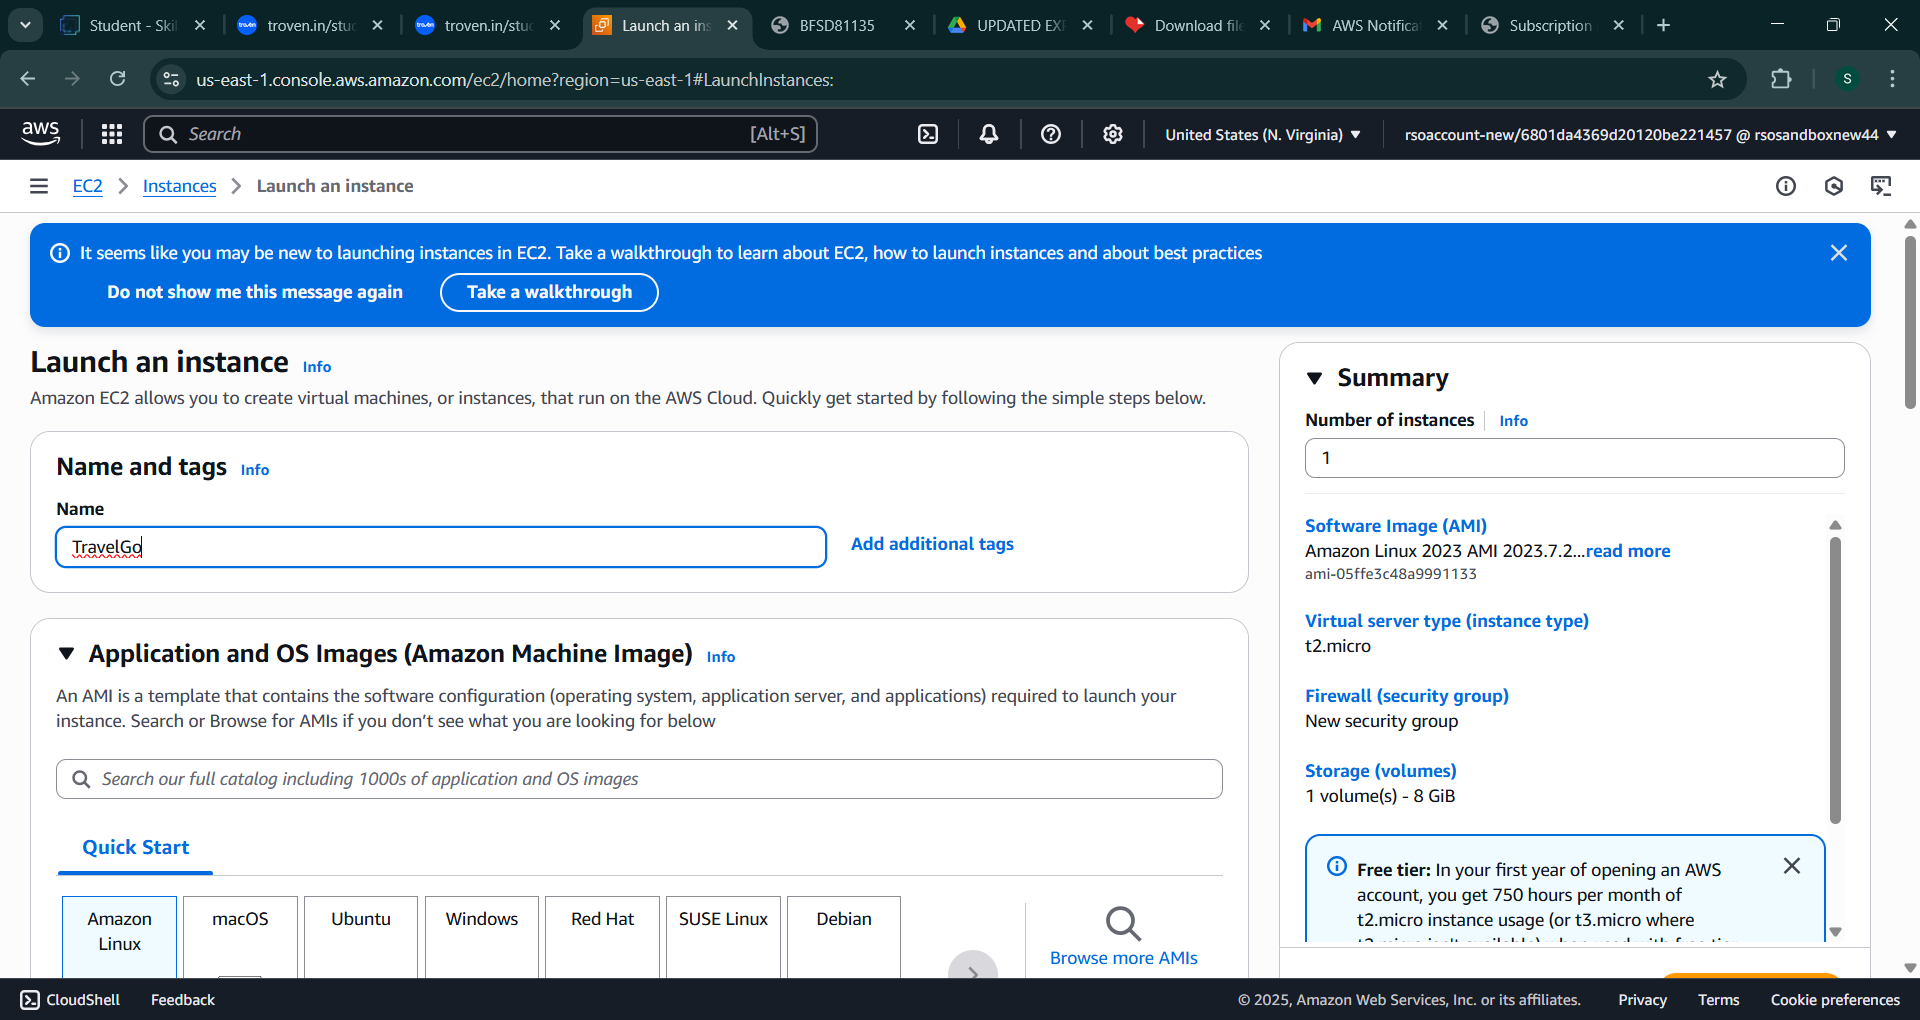 Student - Skil
troven.in/stu
troven.in/stu
Launch an ins
BFSD81135
UPDATED EX
Download file
AWS Notifica
Subscription
us-east-1.console.aws.amazon.com/ec2/home?region=us-east-1#LaunchInstances:
S
aws
Search
[Alt+S]
United States (N. Virginia)
rsoaccount-new/6801da4369d20120be221457 @ rsosandboxnew44
EC2
Instances
Launch an instance
It seems like you may be new to launching instances in EC2. Take a walkthrough to learn about EC2, how to launch instances and about best practices
Do not show me this message again
Take a walkthrough
Launch an instance Info
Amazon EC2 allows you to create virtual machines, or instances, that run on the AWS Cloud. Quickly get started by following the simple steps below.
Name and tags Info
Name
TravelGo
Add additional tags
Application and OS Images (Amazon Machine Image) Info
An AMI is a template that contains the software configuration (operating system, application server, and applications) required to launch your
instance. Search or Browse for AMIs if you don’t see what you are looking for below
Search our full catalog including 1000s of application and OS images
Quick Start
Amazon
Linux
macOS
Ubuntu
Windows
Red Hat
SUSE Linux
Debian
Browse more AMIs
Summary
Number of instances
Info
1
Software Image (AMI)
Amazon Linux 2023 AMI 2023.7.2...read more
ami-05ffe3c48a9991133
Virtual server type (instance type)
t2.micro
Firewall (security group)
New security group
Storage (volumes)
1 volume(s) - 8 GiB
Free tier: In your first year of opening an AWS
account, you get 750 hours per month of
t2.micro instance usage (or t3.micro where
CloudShell
Feedback
© 2025, Amazon Web Services, Inc. or its affiliates.
Privacy
Terms
Cookie preferences